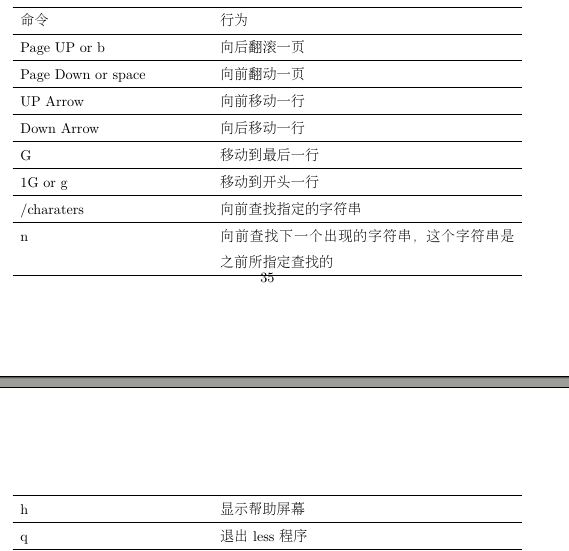 命令 行为
Page UP or b 向后翻滚一页
Page Down or space 向前翻动一页
UP Arrow 向前移动一行
Down Arrow 向后移动一行
G 移动到最后一行
1G or g 移动到开头一行
/charaters 向前查找指定的字符串
n 向前查找下一个出现的字符串，这个字符串是
之前所指定查找的
35
h 显示帮助屏幕
q 退出 less 程序